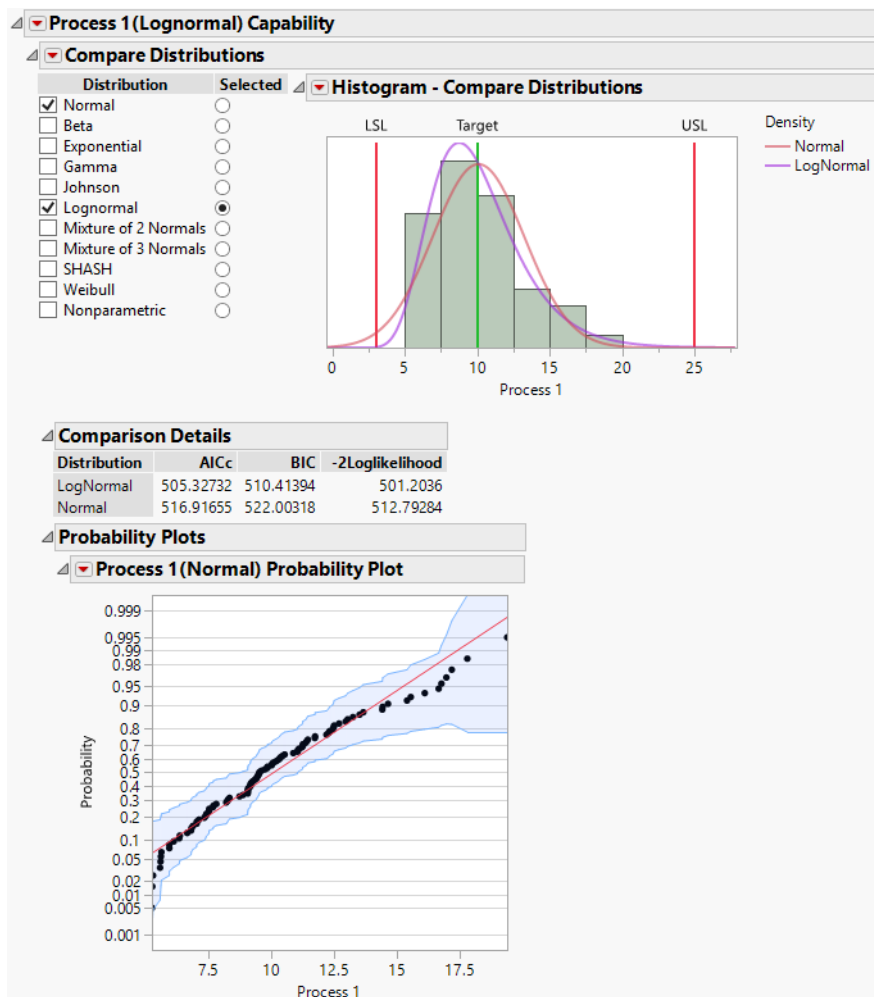 Process 1(Lognormal) Capability
Compare Distributions
Distribution Selected
Normal
Beta
Exponential
Gamma
Johnson
Lognormal
Mixture of 2 Normals
Mixture of 3 Normals
SHASH
Weibull
Nonparametric
Histogram - Compare Distributions
LSL Target USL
0 5 10 15 20 25
Process 1
Density
Normal
LogNormal
Comparison Details
Distribution AICc BIC -2Loglikelihood
LogNormal 505.32732 510.41394 501.2036
Normal 516.91655 522.00318 512.79284
Probability Plots
Process 1(Normal) Probability Plot
Probability
0.999
0.995
0.99
0.98
0.95
0.9
0.8
0.7
0.6
0.5
0.4
0.3
0.2
0.1
0.05
0.02
0.01
0.005
0.001
7.5 10 12.5 15 17.5
Process 1